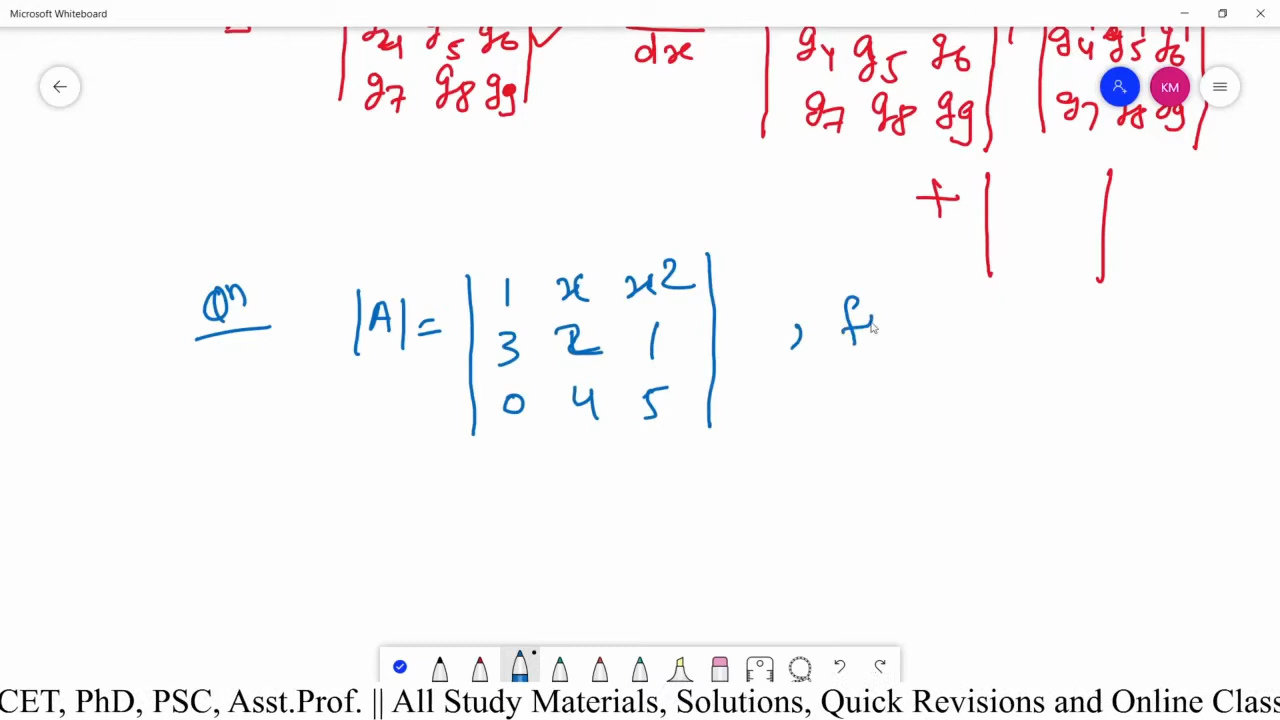 Microsoft Whiteboard
g4 g5 g6
g7 g8 g9
dx
g4 g5 g6
g7 g8 g9
g4' g5' g6'
g7 g8 g9
KM
+ | |
Qn |A| = | 1 x x2 | , f
| 3 2 1 |
| 0 4 5 |
CET, PhD, PSC, Asst.Prof. || All Study Materials, Solutions, Quick Revisions and Online Class